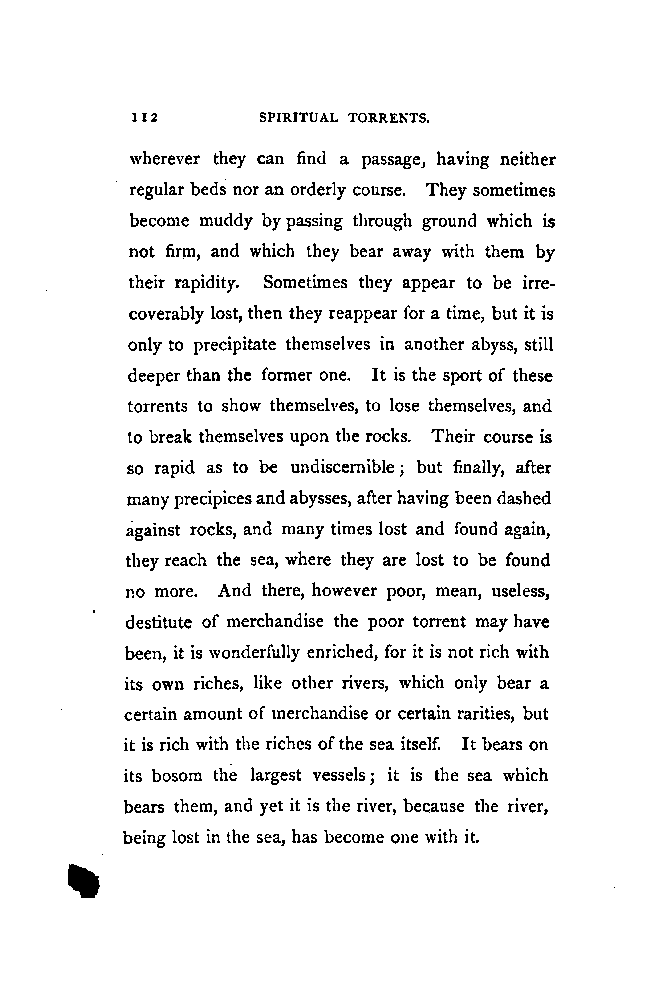 112 SPIRITUAL TORRENTS.
wherever they can find a passage, having neither
regular beds nor an orderly course. They sometimes
become muddy by passing through ground which is
not firm, and which they bear away with them by
their rapidity. Sometimes they appear to be irre-
coverably lost, then they reappear for a time, but it is
only to precipitate themselves in another abyss, still
deeper than the former one. It is the sport of these
torrents to show themselves, to lose themselves, and
to break themselves upon the rocks. Their course is
so rapid as to be undiscernible; but finally, after
many precipices and abysses, after having been dashed
against rocks, and many times lost and found again,
they reach the sea, where they are lost to be found
no more. And there, however poor, mean, useless,
destitute of merchandise the poor torrent may have
been, it is wonderfully enriched, for it is not rich with
its own riches, like other rivers, which only bear a
certain amount of merchandise or certain rarities, but
it is rich with the riches of the sea itself. It bears on
its bosom the largest vessels; it is the sea which
bears them, and yet it is the river, because the river,
being lost in the sea, has become one with it.